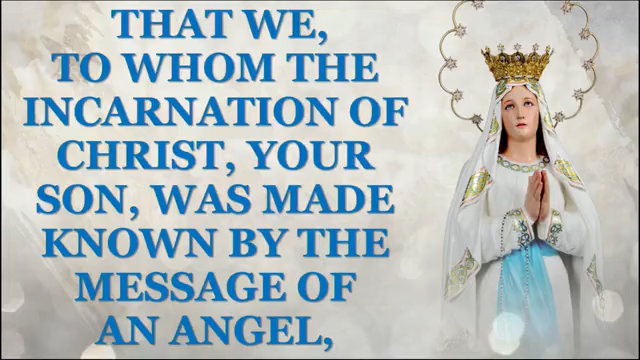 THAT WE,
TO WHOM THE
INCARNATION OF
CHRIST, YOUR
SON, WAS MADE
KNOWN BY THE
MESSAGE OF
AN ANGEL,